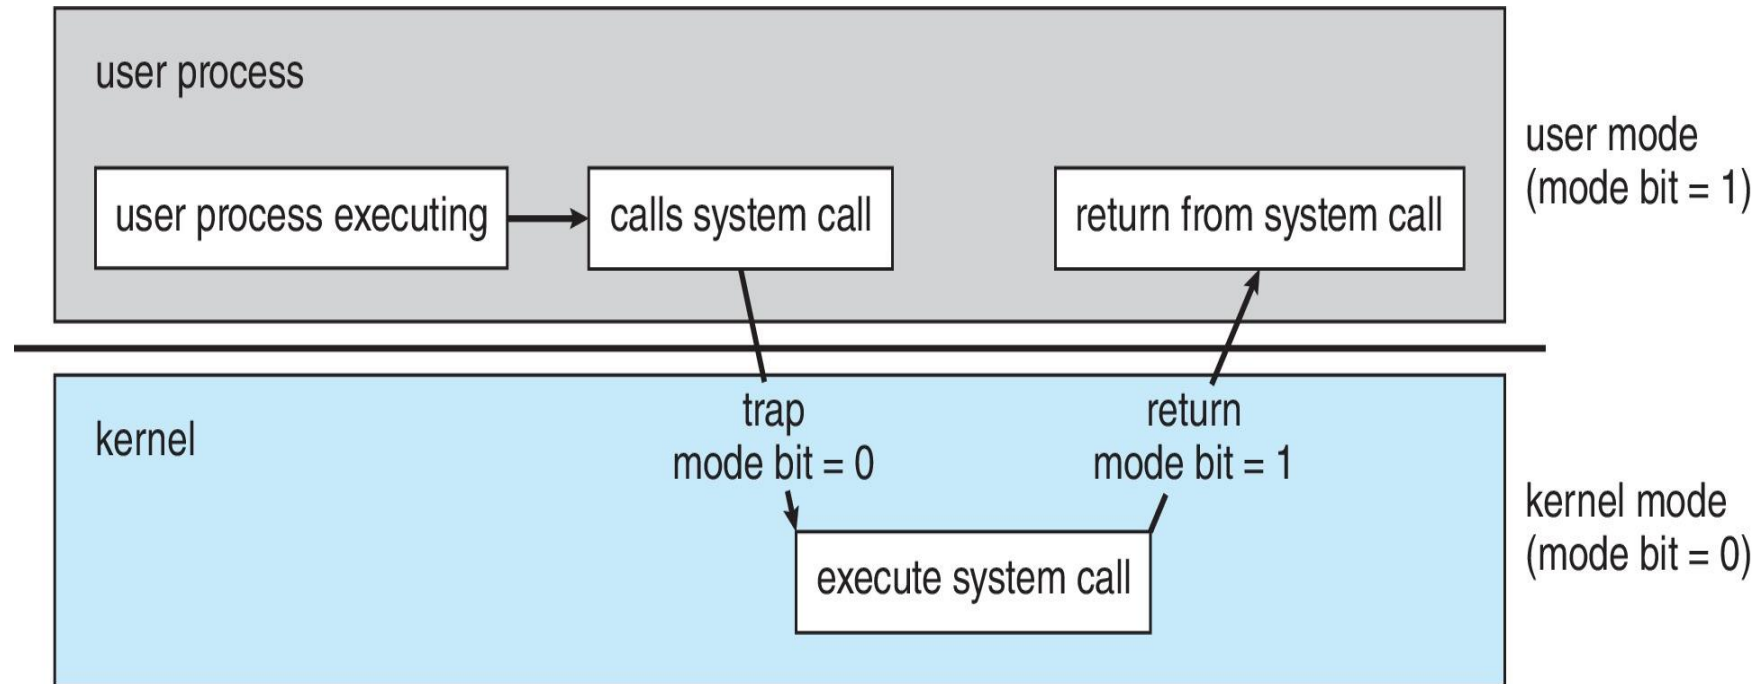 user process
user process executing
calls system call
return from system call
user mode
(mode bit = 1)
kernel
trap
mode bit = 0
return
mode bit = 1
execute system call
kernel mode
(mode bit = 0)